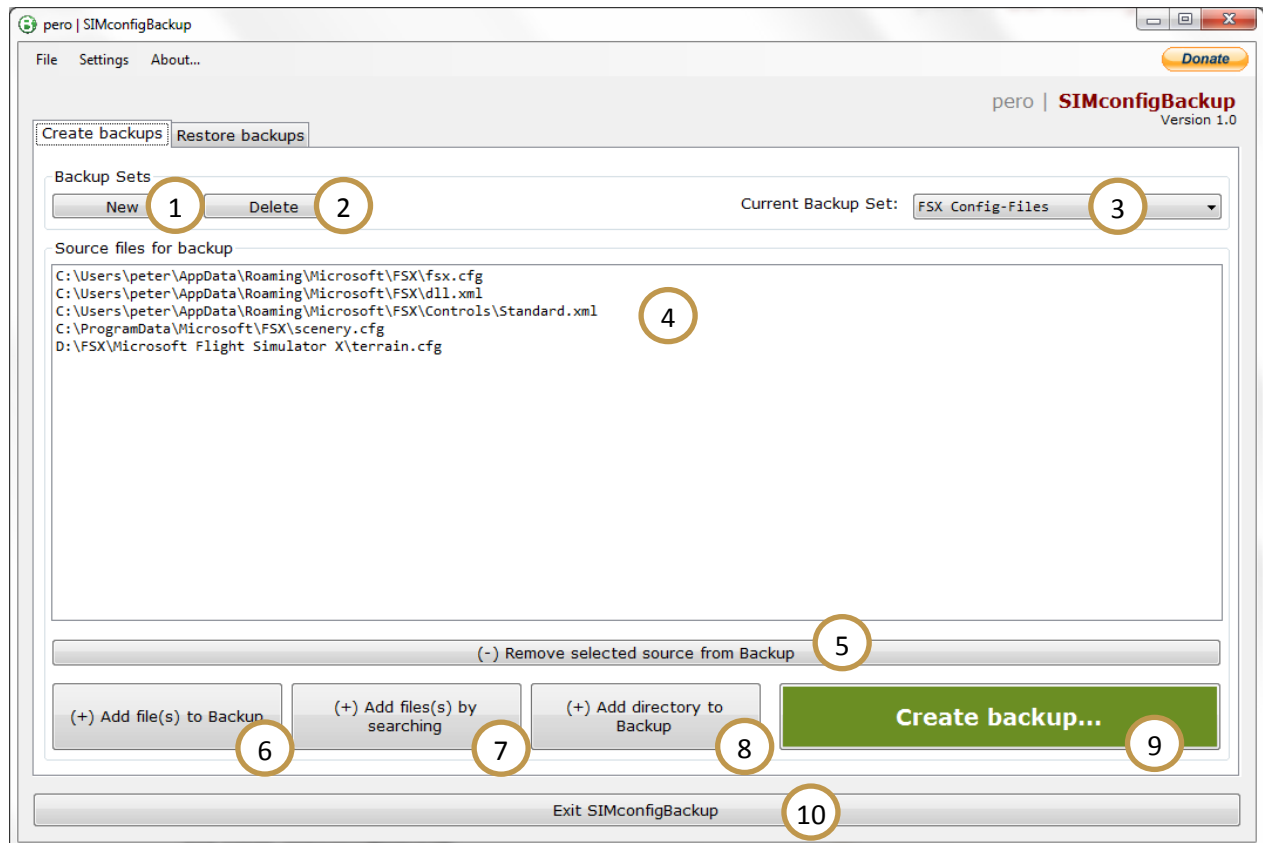 pero | SIMconfigBackup
File Settings About...
Donate
pero | SIMconfigBackup
Version 1.0
Create backups Restore backups
Backup Sets
New 1 Delete 2 Current Backup Set: FSX Config-Files 3
Source files for backup
C:\Users\peter\AppData\Roaming\Microsoft\FSX\fsx.cfg
C:\Users\peter\AppData\Roaming\Microsoft\FSX\dll.xml
C:\Users\peter\AppData\Roaming\Microsoft\FSX\Controls\Standard.xml
C:\ProgramData\Microsoft\FSX\scenery.cfg
D:\FSX\Microsoft Flight Simulator X\terrain.cfg
4
(-) Remove selected source from Backup 5
(+) Add file(s) to Backup 6
(+) Add files(s) by
searching 7
(+) Add directory to
Backup 8
Create backup... 9
Exit SIMconfigBackup 10